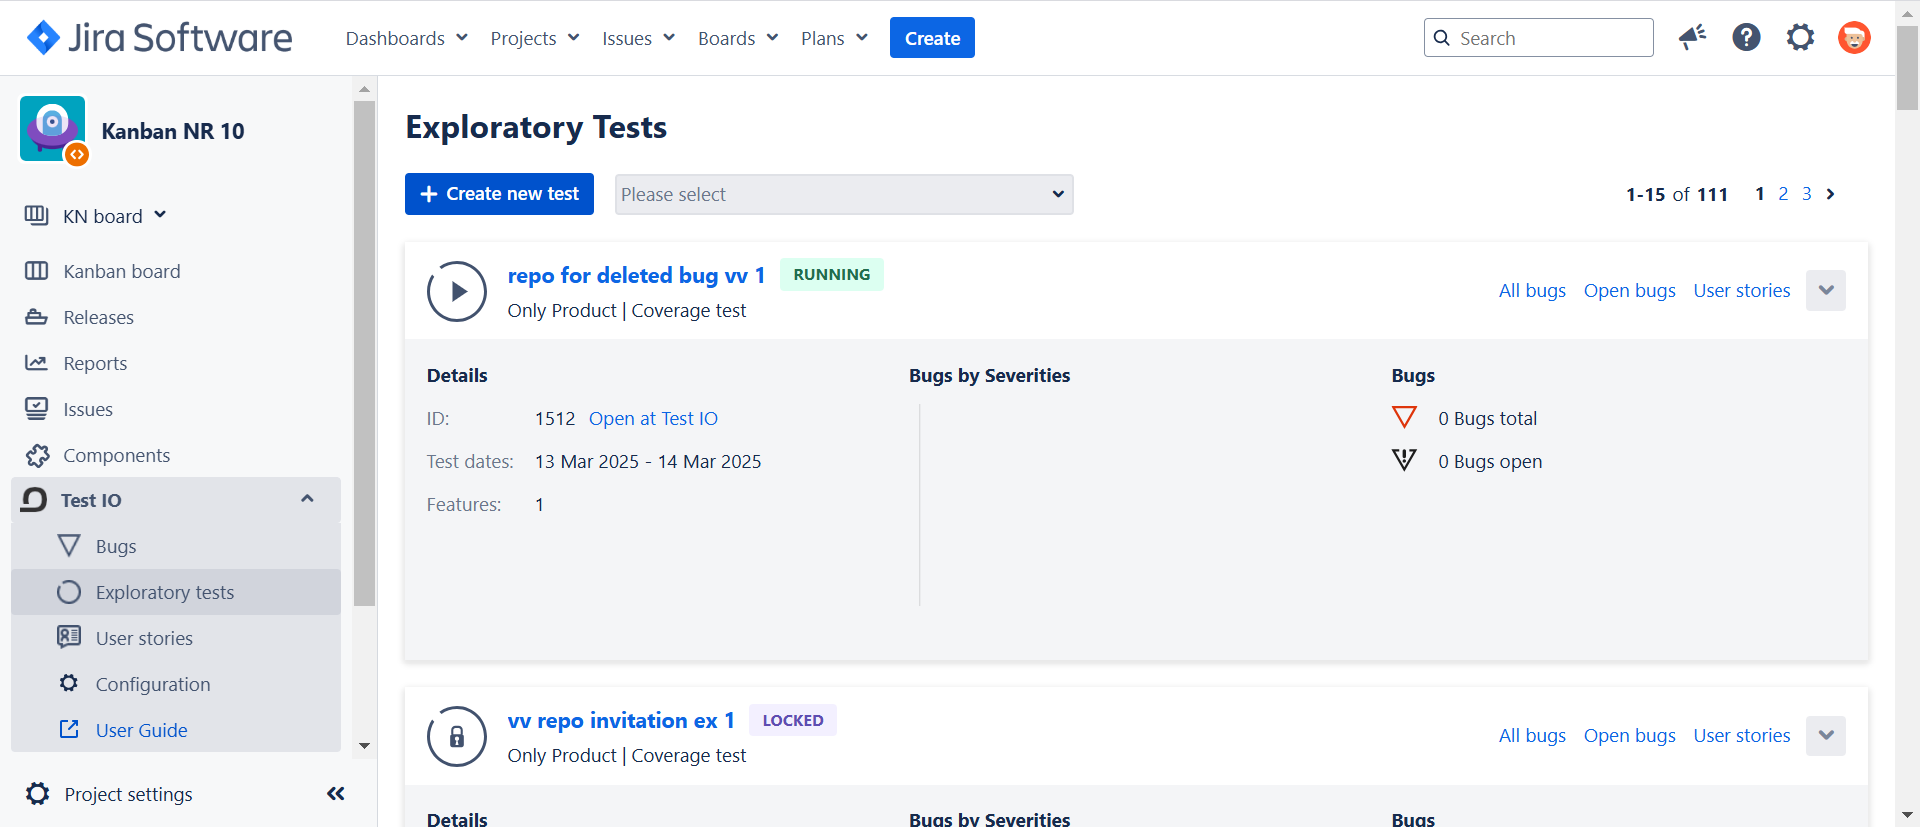 Jira Software
Dashboards Projects Issues Boards Plans Create Search
Kanban NR 10
KN board
Kanban board
Releases
Reports
Issues
Components
Test IO
Bugs
Exploratory tests
User stories
Configuration
User Guide
Project settings
Exploratory Tests
Create new test Please select 1-15 of 111 1 2 3
repo for deleted bug vv 1 RUNNING
Only Product | Coverage test
All bugs Open bugs User stories
Details
ID: 1512 Open at Test IO
Test dates: 13 Mar 2025 - 14 Mar 2025
Features: 1
Bugs by Severities
Bugs
0 Bugs total
0 Bugs open
vv repo invitation ex 1 LOCKED
Only Product | Coverage test
All bugs Open bugs User stories
Details Bugs by Severities Bugs